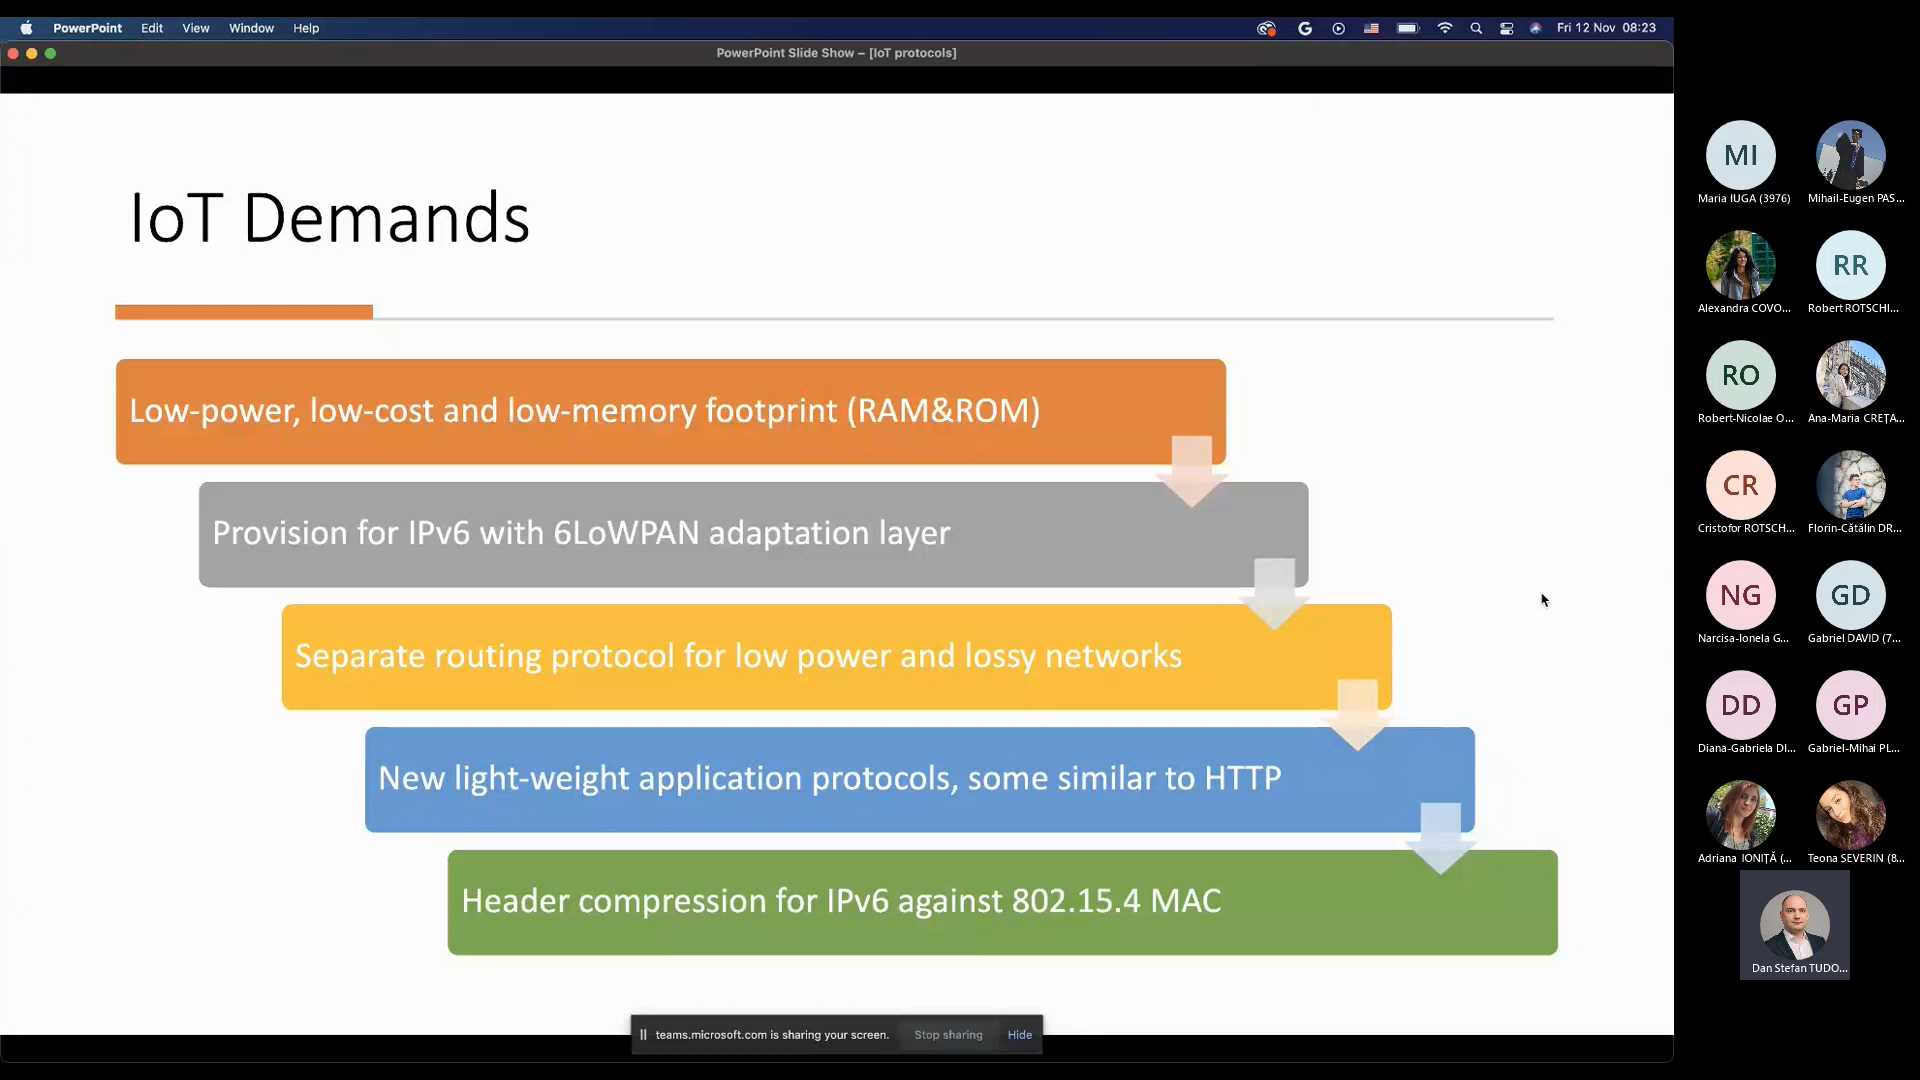 PowerPoint Edit View Window Help Fri 12 Nov 08:23
PowerPoint Slide Show – [IoT protocols]
IoT Demands
Low-power, low-cost and low-memory footprint (RAM&ROM)
Provision for IPv6 with 6LoWPAN adaptation layer
Separate routing protocol for low power and lossy networks
New light-weight application protocols, some similar to HTTP
Header compression for IPv6 against 802.15.4 MAC
teams.microsoft.com is sharing your screen. Stop sharing Hide
MI
Maria IUGA (3976) Mihail-Eugen PAS...
RR
Alexandra COVO... Robert ROTSCHI...
RO
Robert-Nicolae O... Ana-Maria CREȚA...
CR
Cristofor ROTSCH... Florin-Cătălin DR...
NG GD
Narcisa-Ionela G... Gabriel DAVID (7...
DD GP
Diana-Gabriela DI... Gabriel-Mihai PL...
Adriana IONIȚĂ (... Teona SEVERIN (8...
Dan Stefan TUDO...